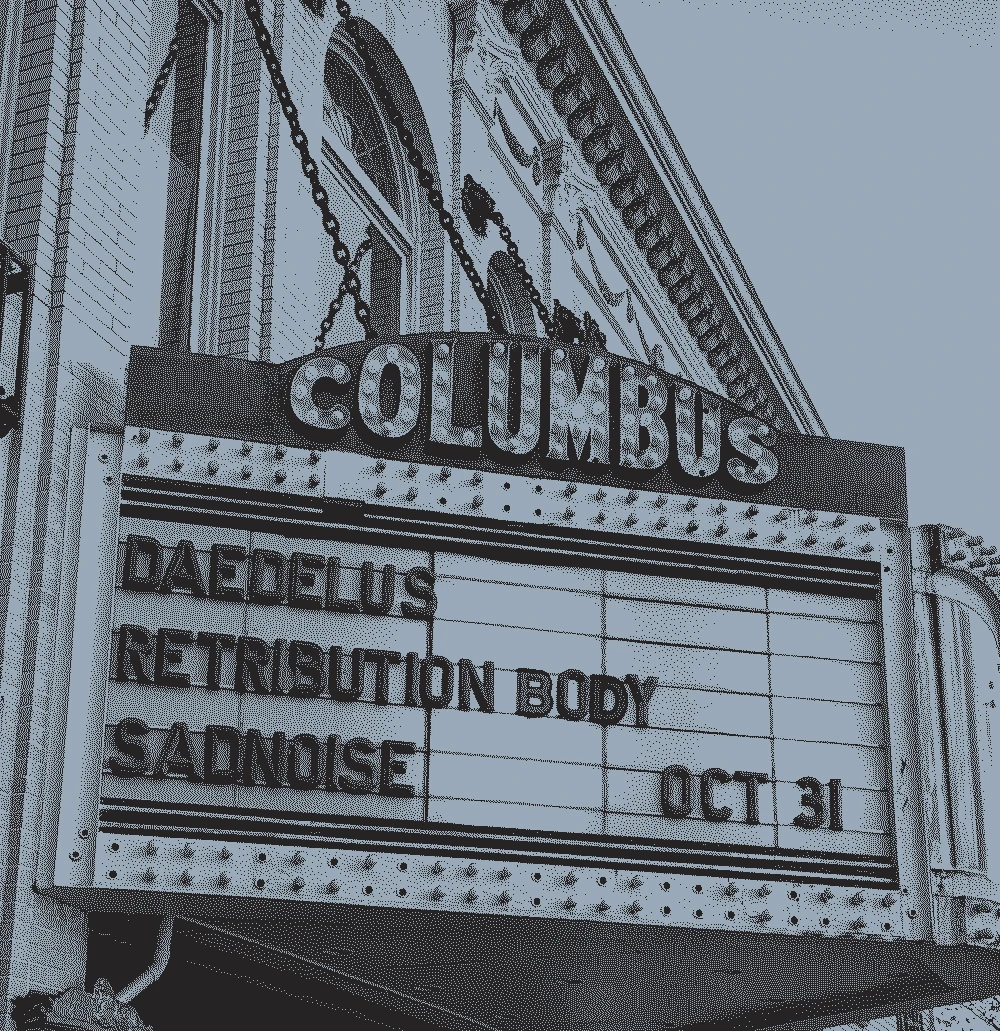 COLUMBUS
DAEDELUS
RETRIBUTION BODY
SADNOISE
OCT 31